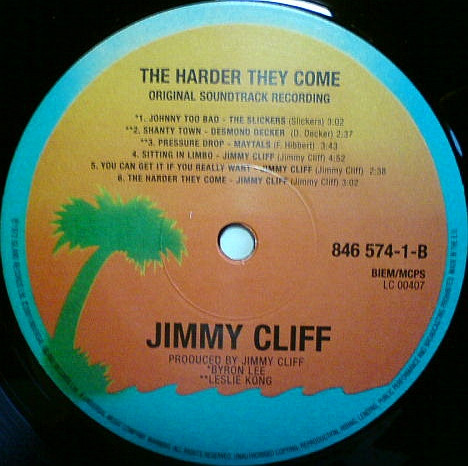 THE HARDER THEY COME
ORIGINAL SOUNDTRACK RECORDING
*1. JOHNNY TOO BAD - THE SLICKERS (Slickers) 3:02
**2. SHANTY TOWN - DESMOND DECKER (D. Decker) 2:37
**3. PRESSURE DROP - MAYTALS (F. Hibbert) 3:43
4. SITTING IN LIMBO - JIMMY CLIFF (Jimmy Cliff) 4:52
5. YOU CAN GET IT IF YOU REALLY WANT - JIMMY CLIFF (Jimmy Cliff) 2:38
6. THE HARDER THEY COME - JIMMY CLIFF (Jimmy Cliff) 3:02
846 574-1-B
BIEM/MCPS
LC 00407
JIMMY CLIFF
PRODUCED BY JIMMY CLIFF
*BYRON LEE
**LESLIE KONG